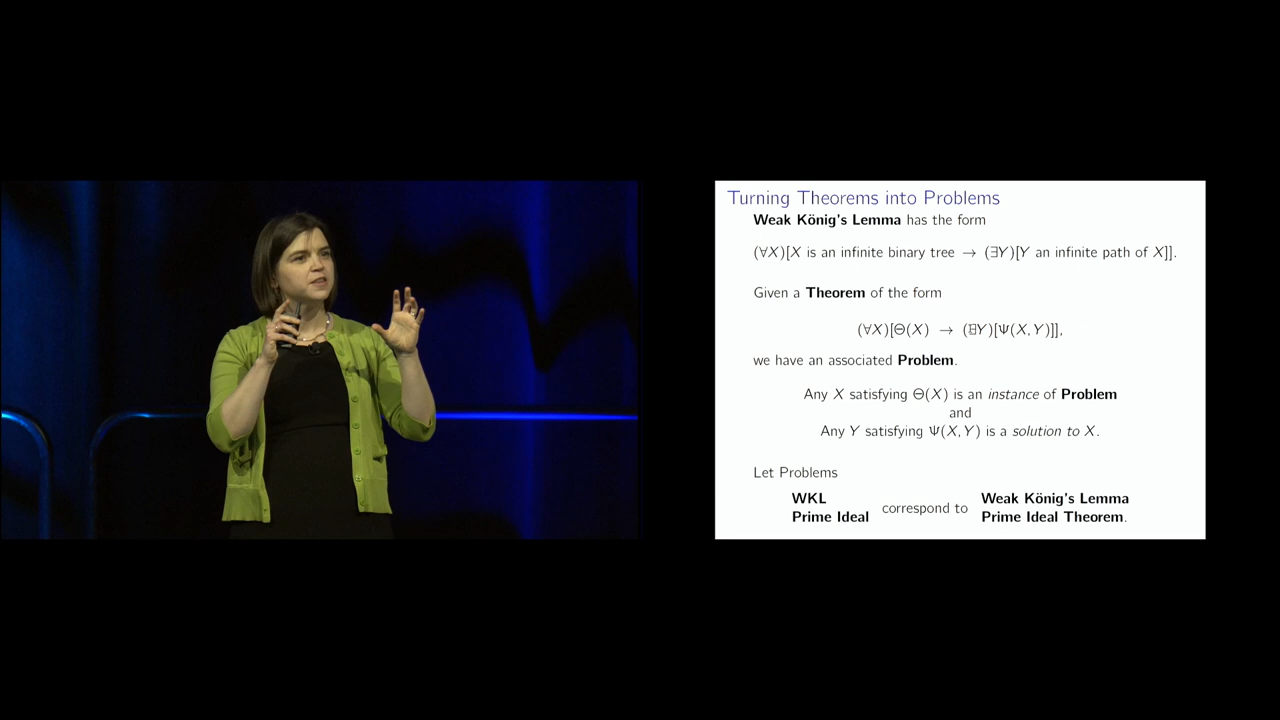 Turning Theorems into Problems
Weak König's Lemma has the form
(∀X)[X is an infinite binary tree → (∃Y)[Y an infinite path of X]].
Given a Theorem of the form
(∀X)[Θ(X) → (∃Y)[Ψ(X, Y)]],
we have an associated Problem.
Any X satisfying Θ(X) is an instance of Problem
and
Any Y satisfying Ψ(X, Y) is a solution to X.
Let Problems
WKL correspond to Weak König's Lemma
Prime Ideal Prime Ideal Theorem.